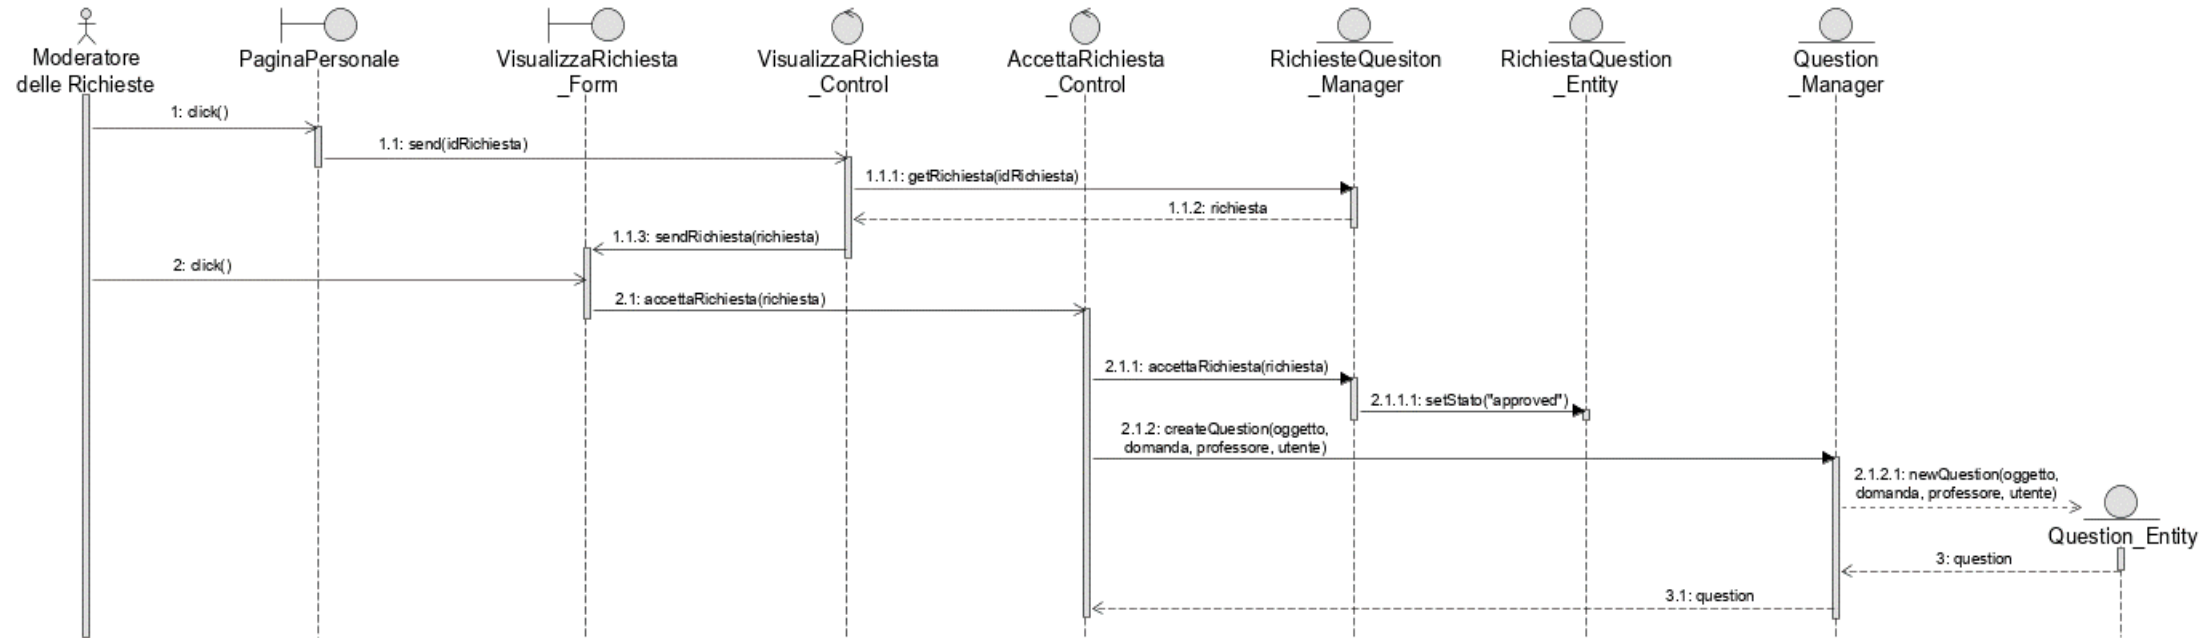 Moderatore
delle Richieste
PaginaPersonale
VisualizzaRichiesta
_Form
VisualizzaRichiesta
_Control
AccettaRichiesta
_Control
RichiesteQuesiton
_Manager
RichiestaQuestion
_Entity
Question
_Manager
1: click()
1.1: send(idRichiesta)
1.1.1: getRichiesta(idRichiesta)
1.1.2: richiesta
1.1.3: sendRichiesta(richiesta)
2: click()
2.1: accettaRichiesta(richiesta)
2.1.1: accettaRichiesta(richiesta)
2.1.1.1: setStato("approved")
2.1.2: createQuestion(oggetto,
domanda, professore, utente)
2.1.2.1: newQuestion(oggetto,
domanda, professore, utente)
Question_Entity
3: question
3.1: question